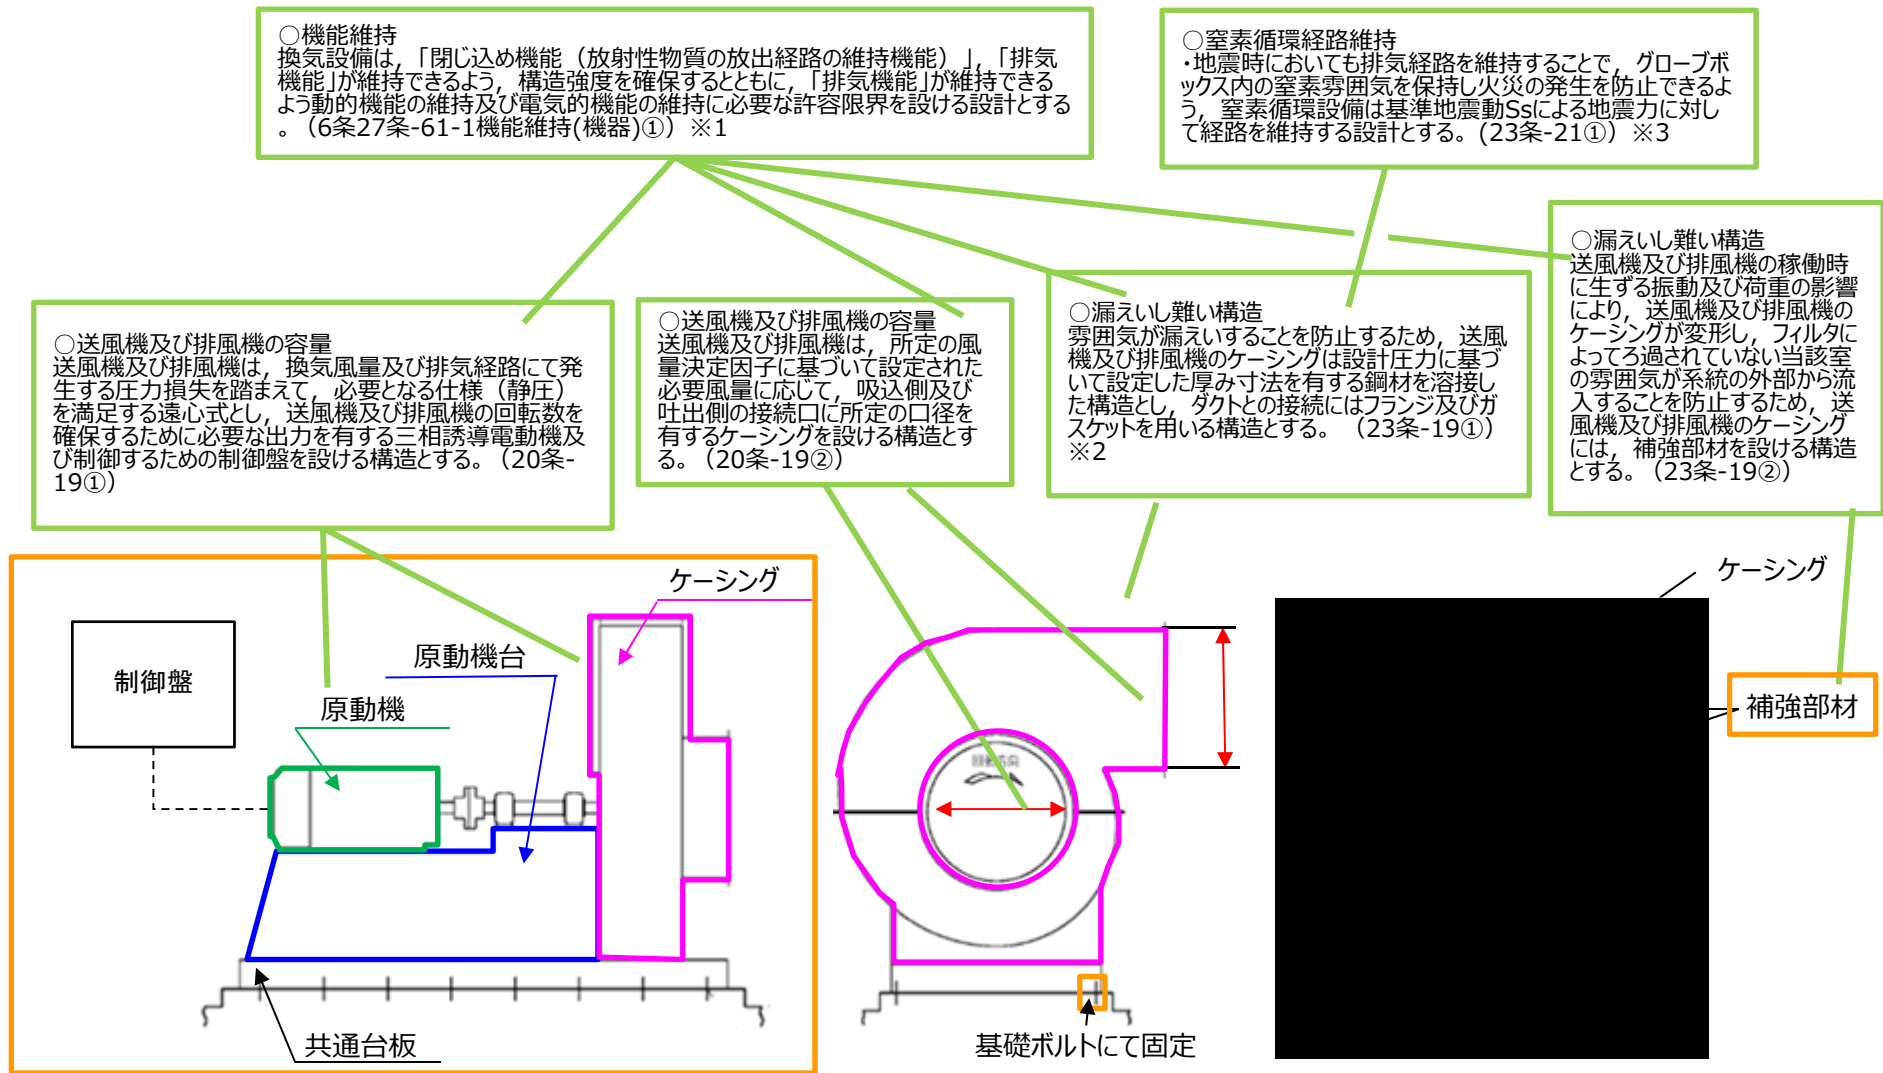 ○機能維持
換気設備は，「閉じ込め機能（放射性物質の放出経路の維持機能）」，「排気
機能」が維持できるよう，構造強度を確保するとともに，「排気機能」が維持できる
よう動的機能の維持及び電気的機能の維持に必要な許容限界を設ける設計とする
。（6条27条-61-1機能維持(機器)①）※1
○窒素循環経路維持
・地震時においても排気経路を維持することで，グローブボ
ックス内の窒素雰囲気を保持し火災の発生を防止できるよ
う，窒素循環設備は基準地震動Ssによる地震力に対し
て経路を維持する設計とする。(23条-21①）※3
○送風機及び排風機の容量
送風機及び排風機は，換気風量及び排気経路にて発
生する圧力損失を踏まえて，必要となる仕様（静圧）
を満足する遠心式とし，送風機及び排風機の回転数を
確保するために必要な出力を有する三相誘導電動機及
び制御するための制御盤を設ける構造とする。（20条-
19①）
○送風機及び排風機の容量
送風機及び排風機は，所定の風
量決定因子に基づいて設定された
必要風量に応じて，吸込側及び
吐出側の接続口に所定の口径を
有するケーシングを設ける構造とす
る。（20条-19②）
○漏えいし難い構造
雰囲気が漏えいすることを防止するため，送風
機及び排風機のケーシングは設計圧力に基づ
いて設定した厚み寸法を有する鋼材を溶接し
た構造とし，ダクトとの接続にはフランジ及びガ
スケットを用いる構造とする。（23条-19①）
※2
○漏えいし難い構造
送風機及び排風機の稼働時
に生ずる振動及び荷重の影響
により，送風機及び排風機の
ケーシングが変形し，フィルタに
よってろ過されていない当該室
の雰囲気が系統の外部から流
入することを防止するため，送
風機及び排風機のケーシング
には，補強部材を設ける構造
とする。（23条-19②）
ケーシング
原動機台
制御盤
原動機
共通台板
基礎ボルトにて固定
ケーシング
補強部材